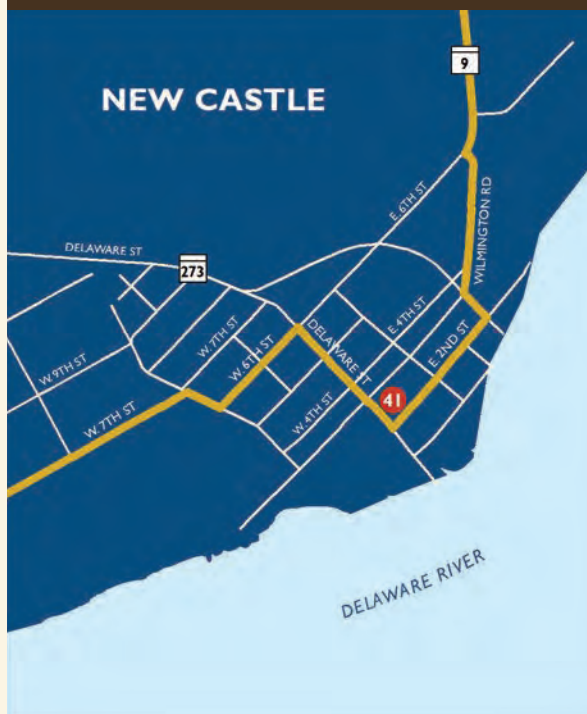 9
NEW CASTLE
E. 6TH ST
WILMINGTON RD
DELAWARE ST
273
E. 4TH ST
W. 7TH ST
DELAWARE ST
E. 2ND ST
W. 6TH ST
W. 9TH ST
41
W. 4TH ST
W. 7TH ST
DELAWARE RIVER